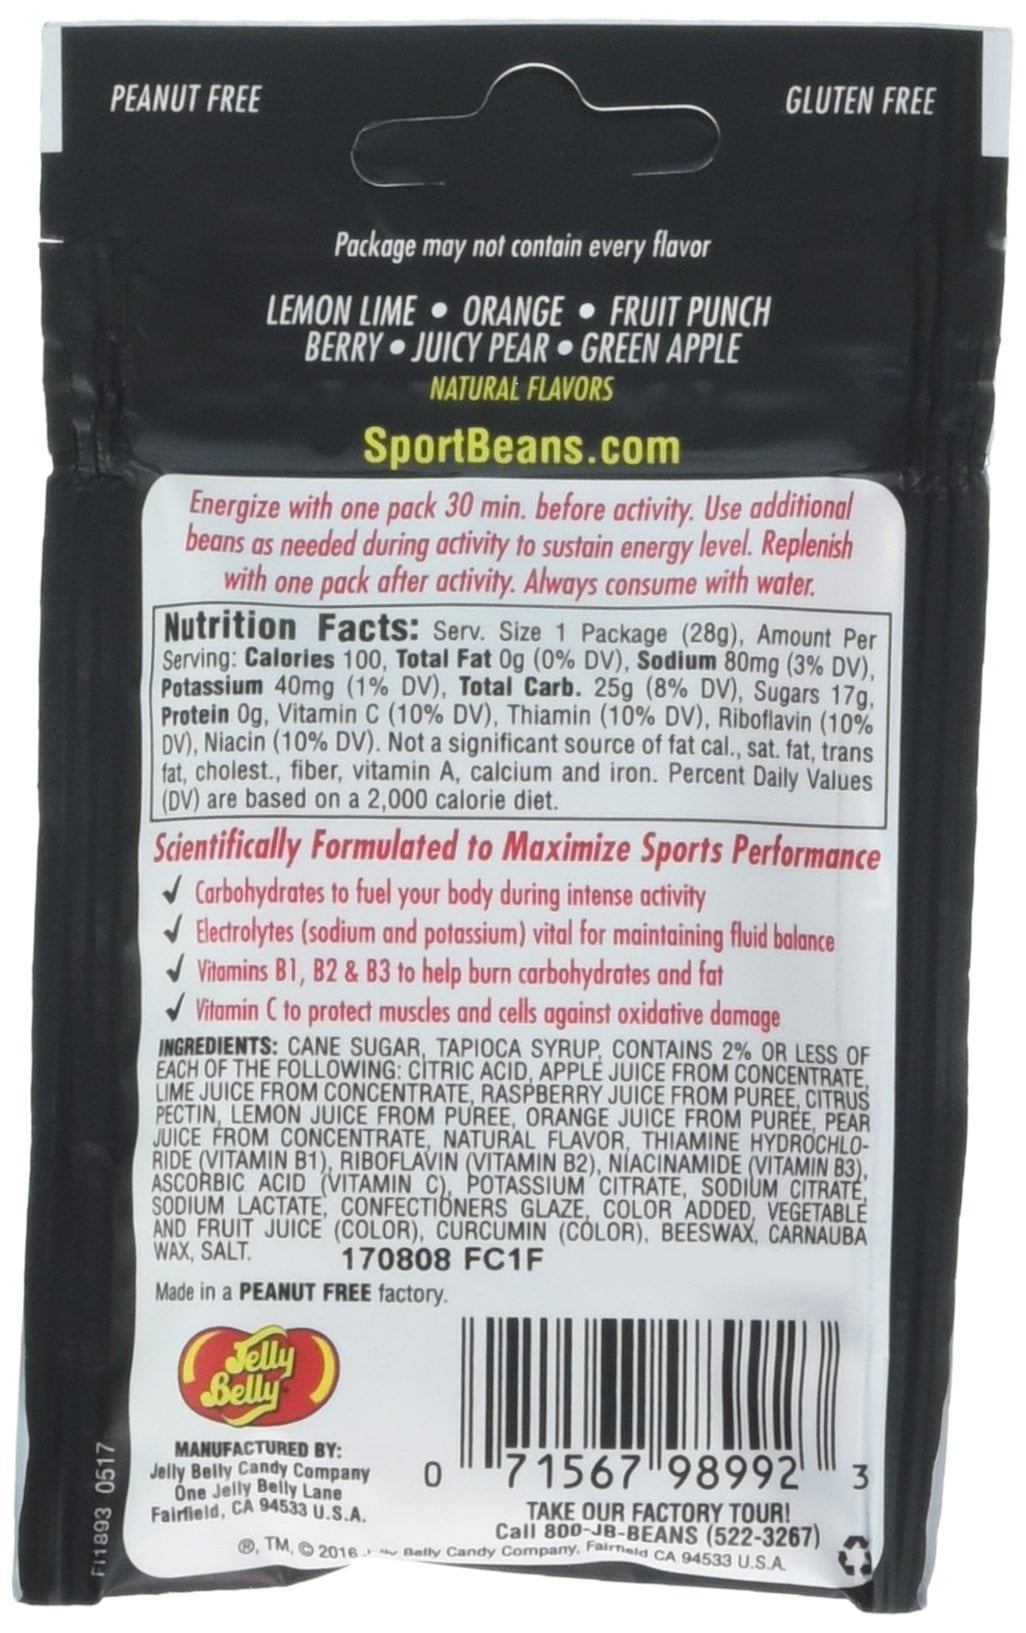 PEANUT FREE
GLUTEN FREE
Package may not contain every flavor
LEMON LIME • ORANGE • FRUIT PUNCH
BERRY • JUICY PEAR • GREEN APPLE
NATURAL FLAVORS
SportBeans.com
Energize with one pack 30 min. before activity. Use additional
beans as needed during activity to sustain energy level. Replenish
with one pack after activity. Always consume with water.
Nutrition Facts: Serv. Size 1 Package (28g), Amount Per
Serving: Calories 100, Total Fat 0g (0% DV), Sodium 80mg (3% DV),
Potassium 40mg (1% DV), Total Carb. 25g (8% DV), Sugars 17g,
Protein 0g, Vitamin C (10% DV), Thiamin (10% DV), Riboflavin (10%
DV), Niacin (10% DV). Not a significant source of fat cal., sat. fat, trans
fat, cholest., fiber, vitamin A, calcium and iron. Percent Daily Values
(DV) are based on a 2,000 calorie diet.
Scientifically Formulated to Maximize Sports Performance
✓ Carbohydrates to fuel your body during intense activity
✓ Electrolytes (sodium and potassium) vital for maintaining fluid balance
✓ Vitamins B1, B2 & B3 to help burn carbohydrates and fat
✓ Vitamin C to protect muscles and cells against oxidative damage
INGREDIENTS: CANE SUGAR, TAPIOCA SYRUP, CONTAINS 2% OR LESS OF
EACH OF THE FOLLOWING: CITRIC ACID, APPLE JUICE FROM CONCENTRATE,
LIME JUICE FROM CONCENTRATE, RASPBERRY JUICE FROM PUREE, CITRUS
PECTIN, LEMON JUICE FROM PUREE, ORANGE JUICE FROM PUREE, PEAR
JUICE FROM CONCENTRATE, NATURAL FLAVOR, THIAMINE HYDROCHLO-
RIDE (VITAMIN B1), RIBOFLAVIN (VITAMIN B2), NIACINAMIDE (VITAMIN B3),
ASCORBIC ACID (VITAMIN C), POTASSIUM CITRATE, SODIUM CITRATE,
SODIUM LACTATE, CONFECTIONERS GLAZE, COLOR ADDED, VEGETABLE
AND FRUIT JUICE (COLOR), CURCUMIN (COLOR), BEESWAX, CARNAUBA
WAX, SALT.
170808 FC1F
Made in a PEANUT FREE factory.
Jelly
Belly
MANUFACTURED BY:
Jelly Belly Candy Company
One Jelly Belly Lane
Fairfield, CA 94533 U.S.A.
0 71567 98992 3
TAKE OUR FACTORY TOUR!
Call 800-JB-BEANS (522-3267)
®, TM, © 2016 Belly Candy Company, Fairfield CA 94533 U.S.A.
FI1893 0517